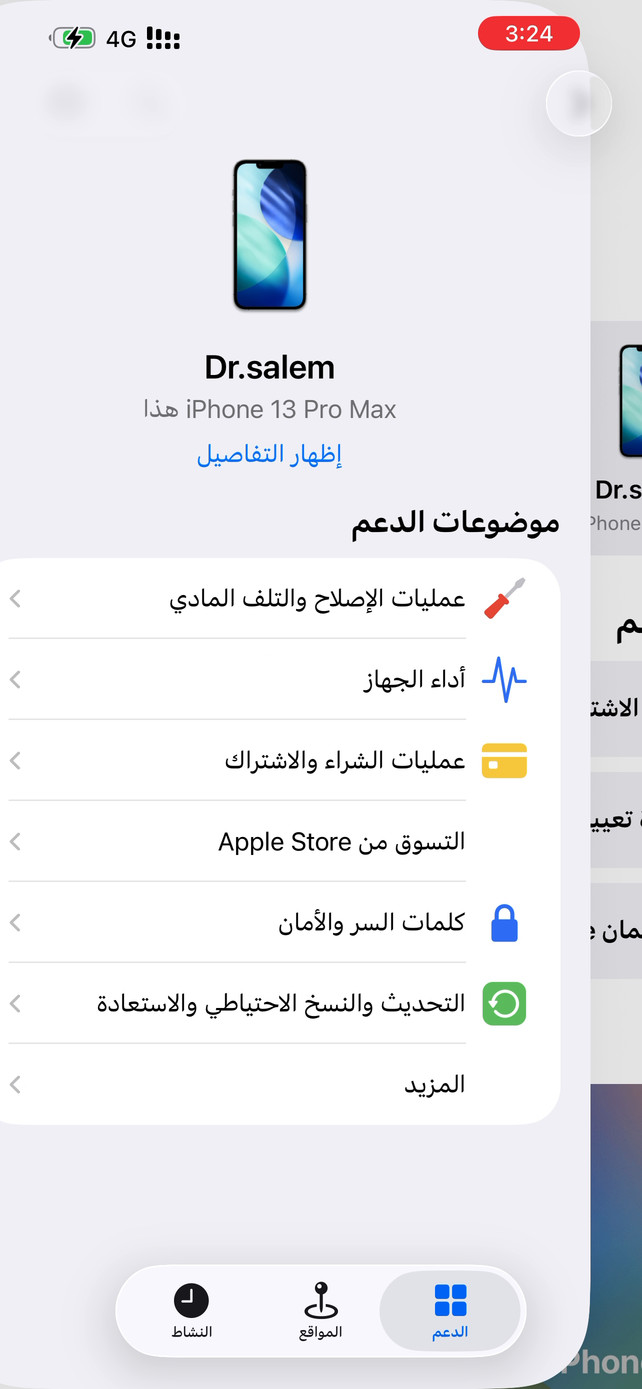 3:24
4G
Dr.salem
iPhone 13 Pro Max هذا
إظهار التفاصيل
موضوعات الدعم
عمليات الإصلاح والتلف المادي
أداء الجهاز
عمليات الشراء والاشتراك
التسوق من Apple Store
كلمات السر والأمان
التحديث والنسخ الاحتياطي والاستعادة
المزيد
الدعم
المواقع
النشاط